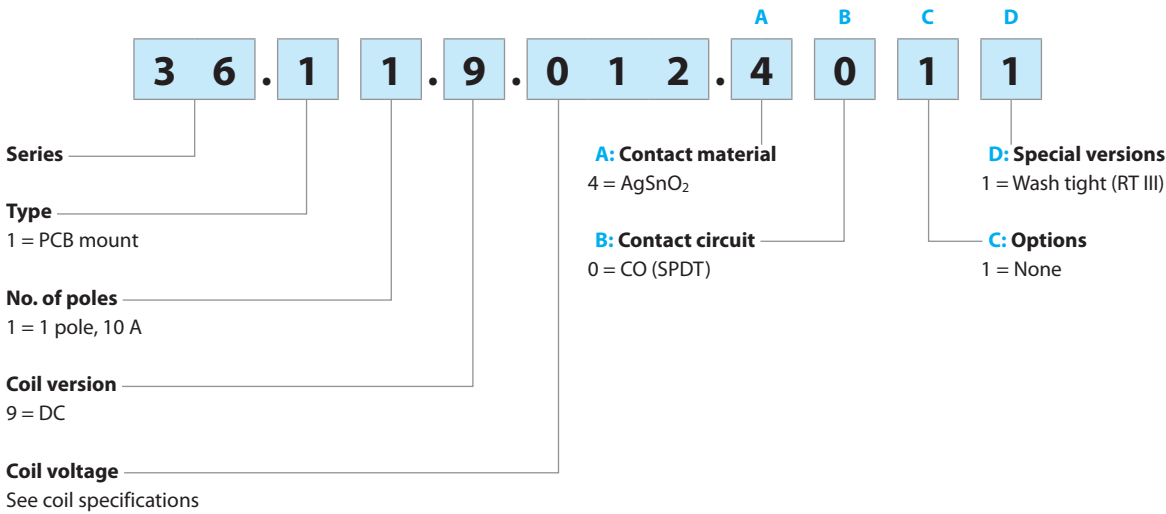 A B C D
3 6 . 1 1 . 9 . 0 1 2 . 4 0 1 1
Series
Type
1 = PCB mount
No. of poles
1 = 1 pole, 10 A
Coil version
9 = DC
Coil voltage
See coil specifications
A: Contact material
4 = AgSnO₂
B: Contact circuit
0 = CO (SPDT)
D: Special versions
1 = Wash tight (RT III)
C: Options
1 = None